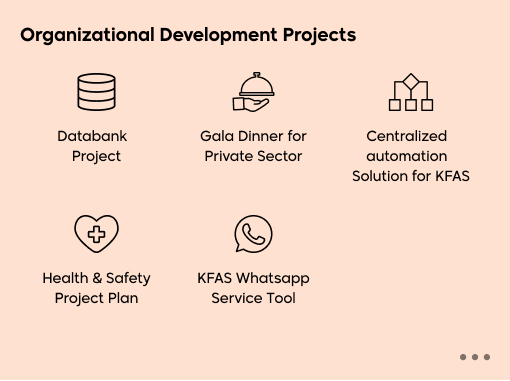 Organizational Development Projects
Databank
Project
Gala Dinner for
Private Sector
Centralized
automation
Solution for KFAS
Health & Safety
Project Plan
KFAS Whatsapp
Service Tool